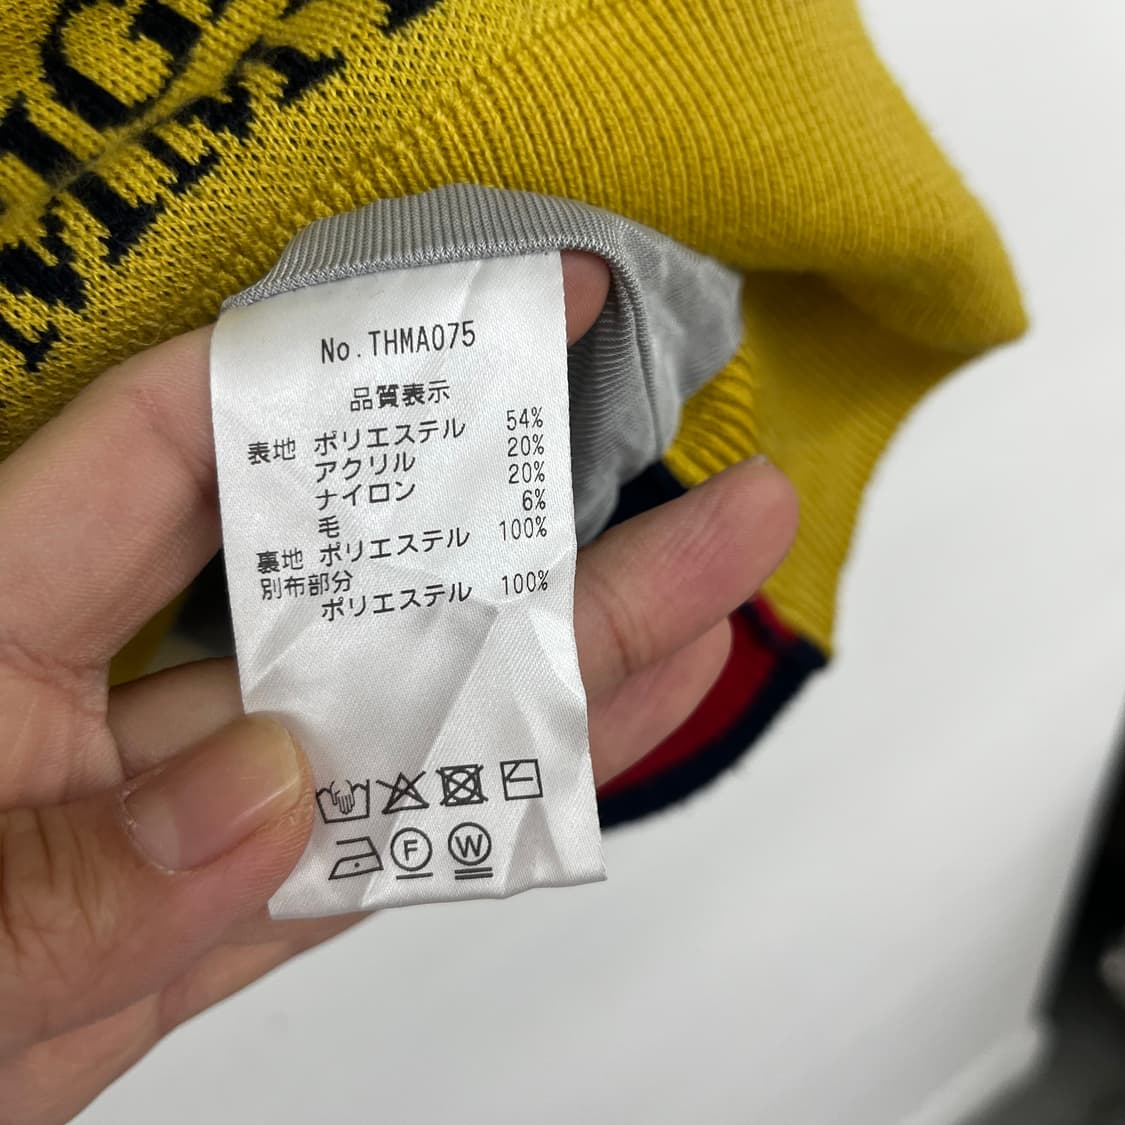 No.THMA075
品質表示
表地 ポリエステル 54%
アクリル 20%
ナイロン 20%
毛 6%
裏地 ポリエステル 100%
別布部分
ポリエステル 100%
F W